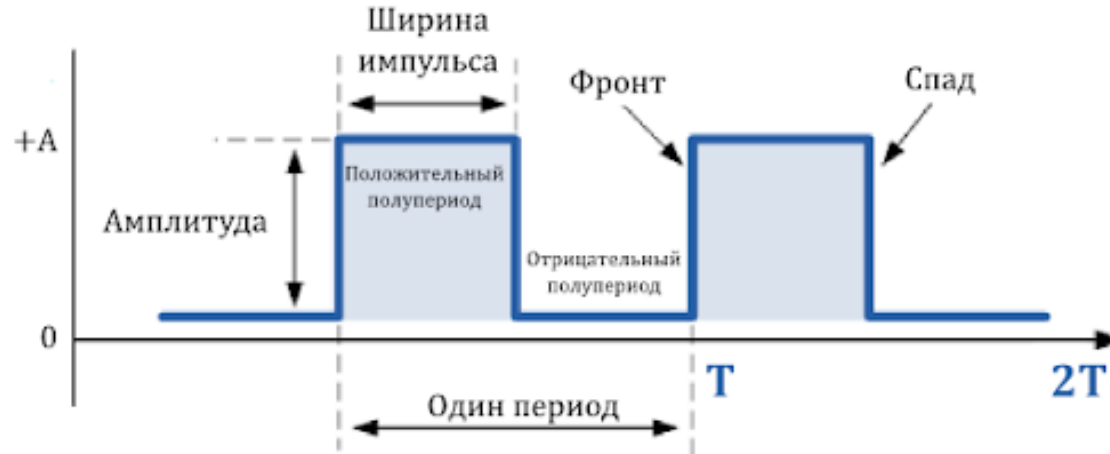 Ширина
импульса
Фронт
Спад
+A
Положительный
полупериод
Амплитуда
Отрицательный
полупериод
0
T
2T
Один период